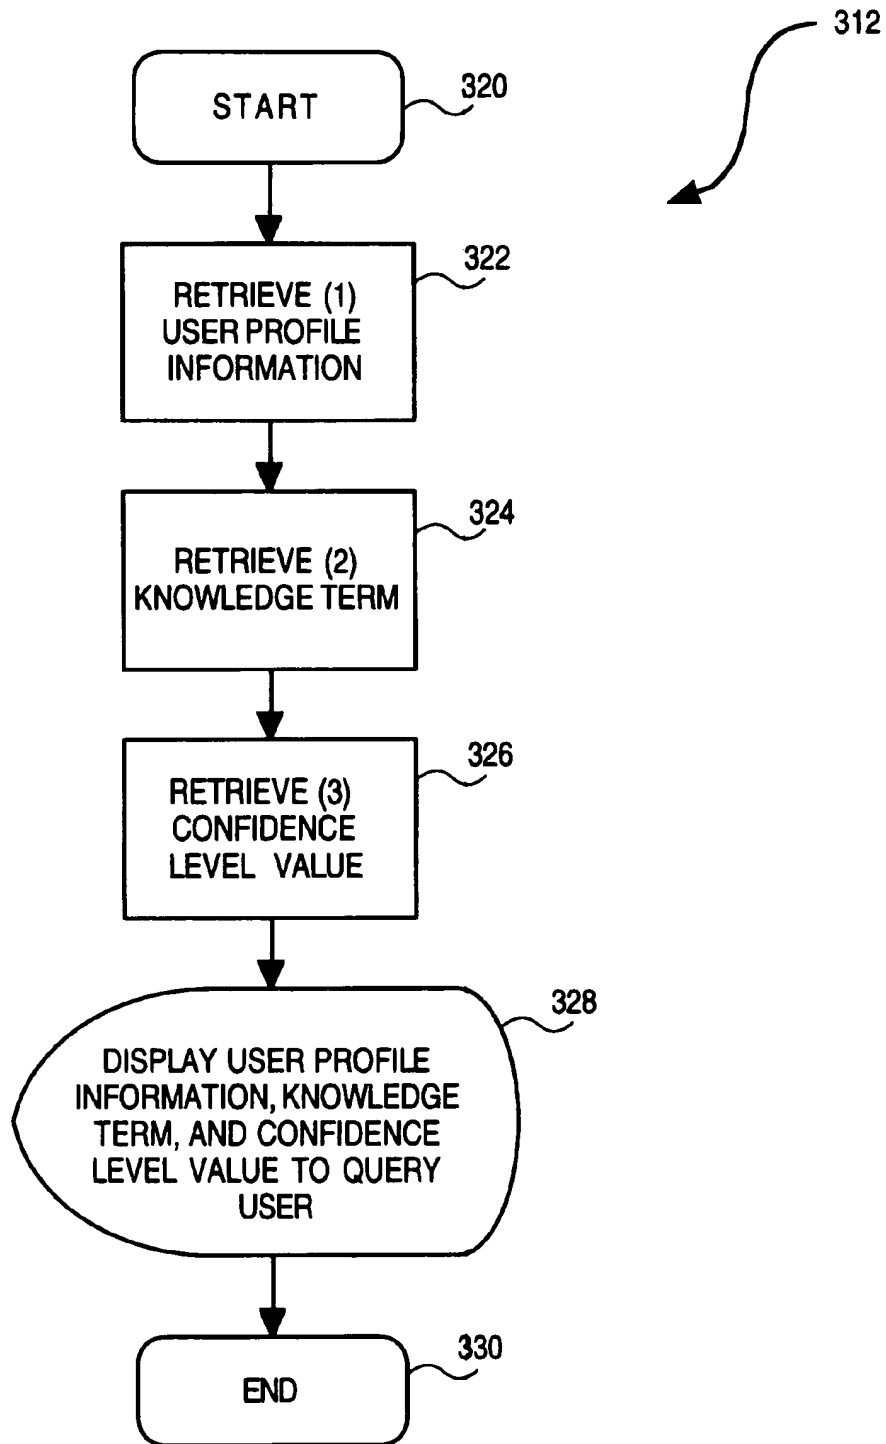 312
START
320
RETRIEVE (1)
USER PROFILE
INFORMATION
322
RETRIEVE (2)
KNOWLEDGE TERM
324
RETRIEVE (3)
CONFIDENCE
LEVEL VALUE
326
DISPLAY USER PROFILE
INFORMATION, KNOWLEDGE
TERM, AND CONFIDENCE
LEVEL VALUE TO QUERY
USER
328
END
330